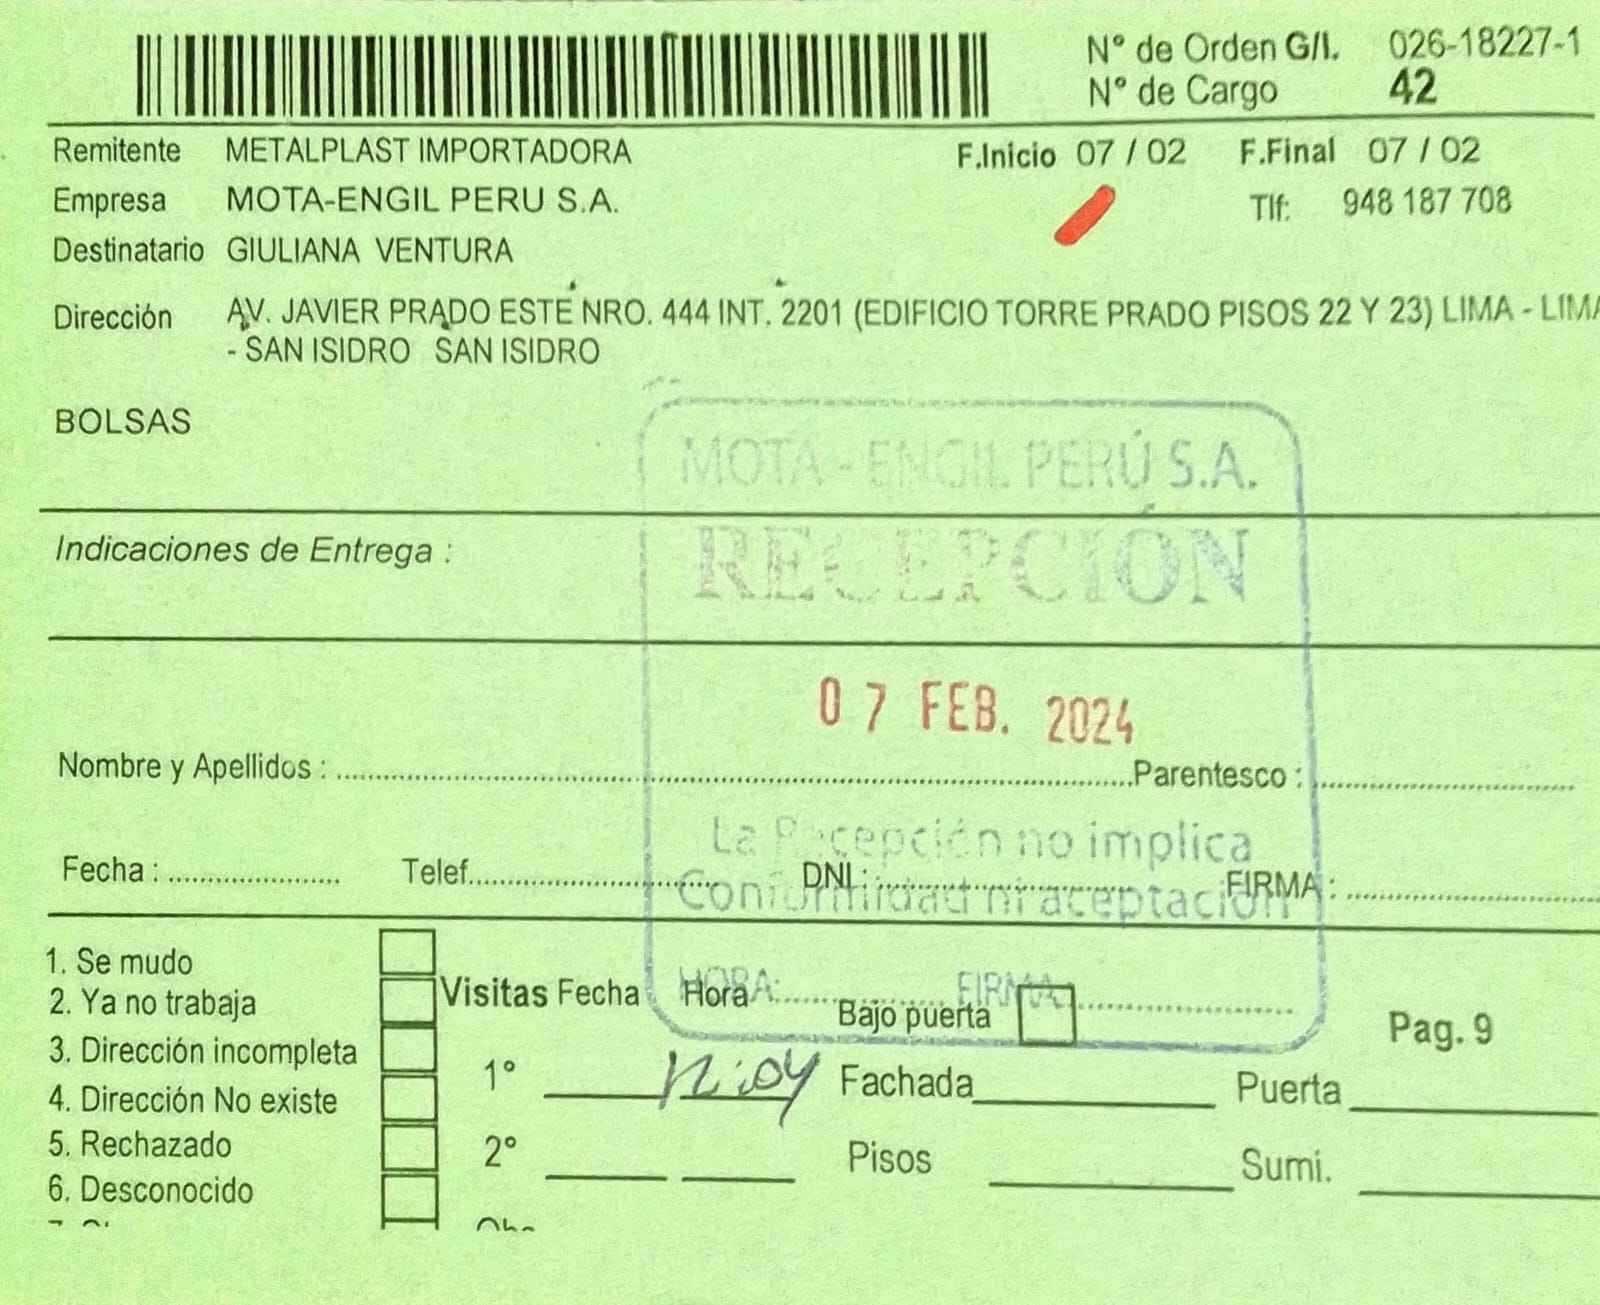 N° de Orden G/I. 026-18227-1
N° de Cargo 42
Remitente METALPLAST IMPORTADORA F.Inicio 07 / 02 F.Final 07 / 02
Empresa MOTA-ENGIL PERU S.A. Tlf: 948 187 708
Destinatario GIULIANA VENTURA
Dirección AV. JAVIER PRADO ESTE NRO. 444 INT. 2201 (EDIFICIO TORRE PRADO PISOS 22 Y 23) LIMA - LIMA
- SAN ISIDRO SAN ISIDRO
BOLSAS
MOTA - ENGIL PERÚ S.A.
RECEPCIÓN
Indicaciones de Entrega :
07 FEB. 2024
Nombre y Apellidos : Parentesco :
La Recepción no implica
Conformidad ni aceptación
Fecha : Telef. DNI : FIRMA :
HORA: FIRMA
1. Se mudo
2. Ya no trabaja
3. Dirección incompleta
4. Dirección No existe
5. Rechazado
6. Desconocido
Visitas Fecha Hora Bajo puerta Pag. 9
1° Fachada Puerta
2° Pisos Sumi.